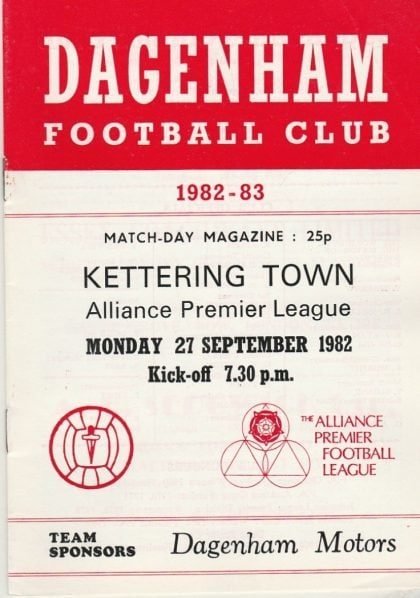 DAGENHAM
FOOTBALL CLUB
1982-83
MATCH-DAY MAGAZINE : 25p
KETTERING TOWN
Alliance Premier League
MONDAY 27 SEPTEMBER 1982
Kick-off 7.30 p.m.
THE ALLIANCE
PREMIER
FOOTBALL
LEAGUE
TEAM
SPONSORS
Dagenham Motors